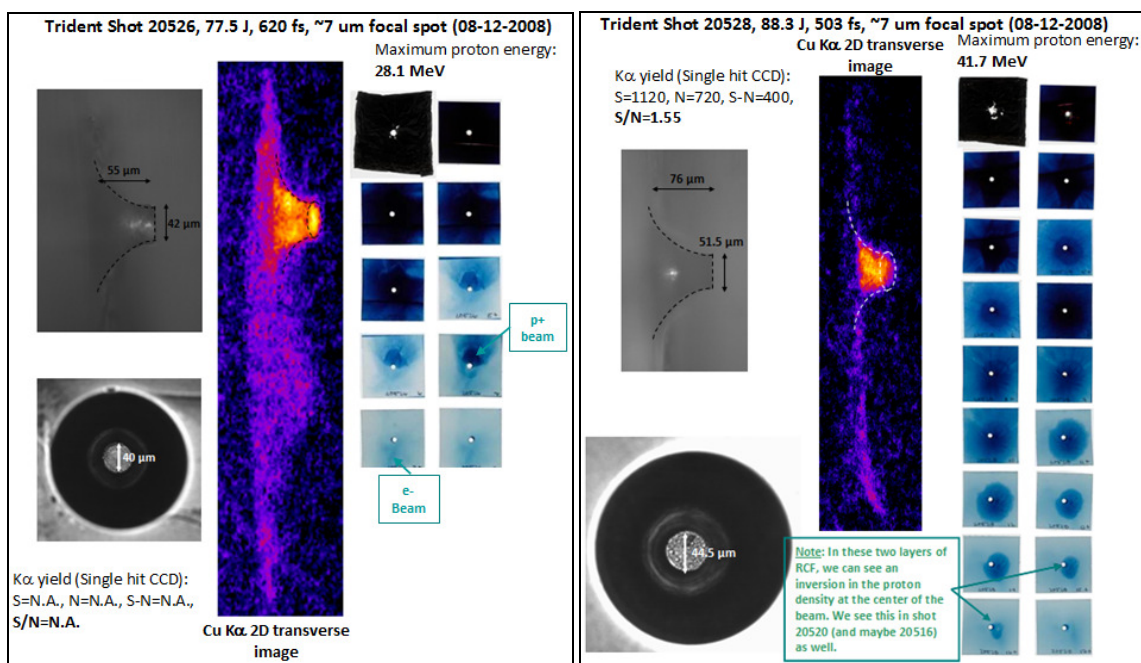 Trident Shot 20526, 77.5 J, 620 fs, ~7 um focal spot (08-12-2008)
Maximum proton energy:
28.1 MeV
55 µm
42 µm
p+
beam
40 µm
e-
Beam
Kα yield (Single hit CCD):
S=N.A., N=N.A., S-N=N.A.,
S/N=N.A.
Cu Kα 2D transverse
image
Trident Shot 20528, 88.3 J, 503 fs, ~7 um focal spot (08-12-2008)
Cu Kα 2D transverse
image
Maximum proton energy:
41.7 MeV
Kα yield (Single hit CCD):
S=1120, N=720, S-N=400,
S/N=1.55
76 µm
51.5 µm
44.5 µm
Note: In these two layers of
RCF, we can see an
inversion in the proton
density at the center of the
beam. We see this in shot
20520 (and maybe 20516)
as well.